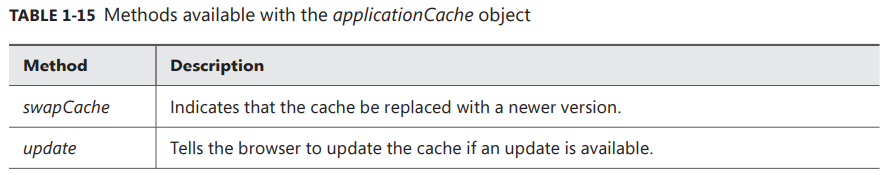 TABLE 1-15 Methods available with the applicationCache object
Method Description
swapCache Indicates that the cache be replaced with a newer version.
update Tells the browser to update the cache if an update is available.